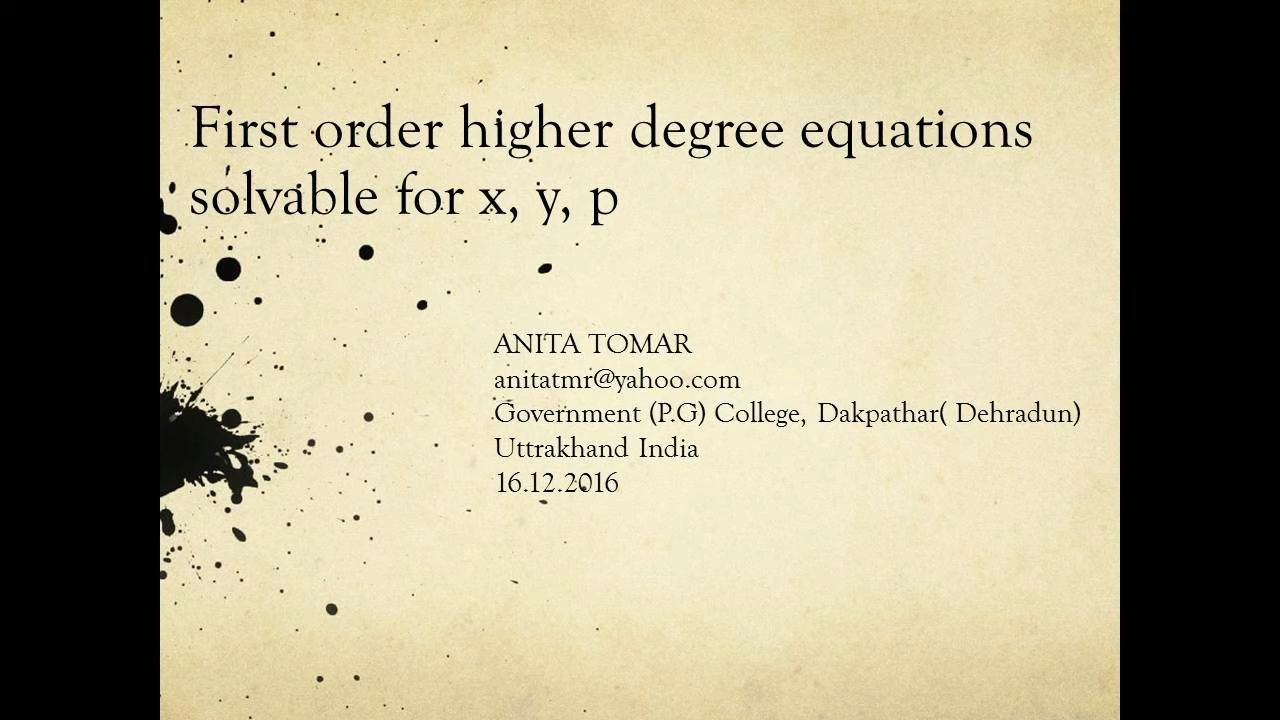 First order higher degree equations
solvable for x, y, p
ANITA TOMAR
anitatmr@yahoo.com
Government (P.G) College, Dakpathar( Dehradun)
Uttrakhand India
16.12.2016